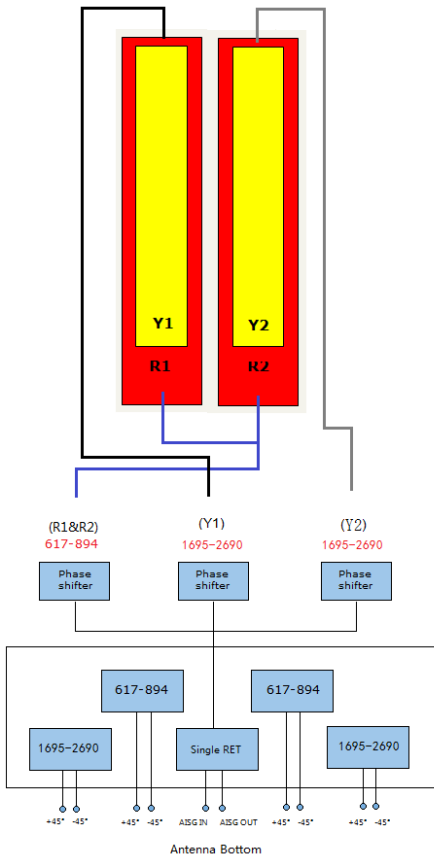 Y1
Y2
R1
R2
(R1&R2)
617-894
(Y1)
1695-2690
(Y2)
1695-2690
Phase
shifter
Phase
shifter
Phase
shifter
617-894
617-894
1695-2690
Single RET
1695-2690
+45° -45°
+45° -45°
AISG IN
AISG OUT
+45° -45°
+45° -45°
Antenna Bottom